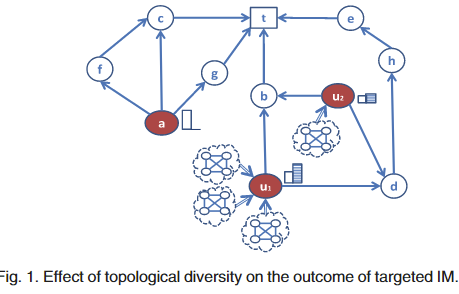 c
t
e
f
g
h
a
b
u₂
u₁
d
Fig. 1. Effect of topological diversity on the outcome of targeted IM.